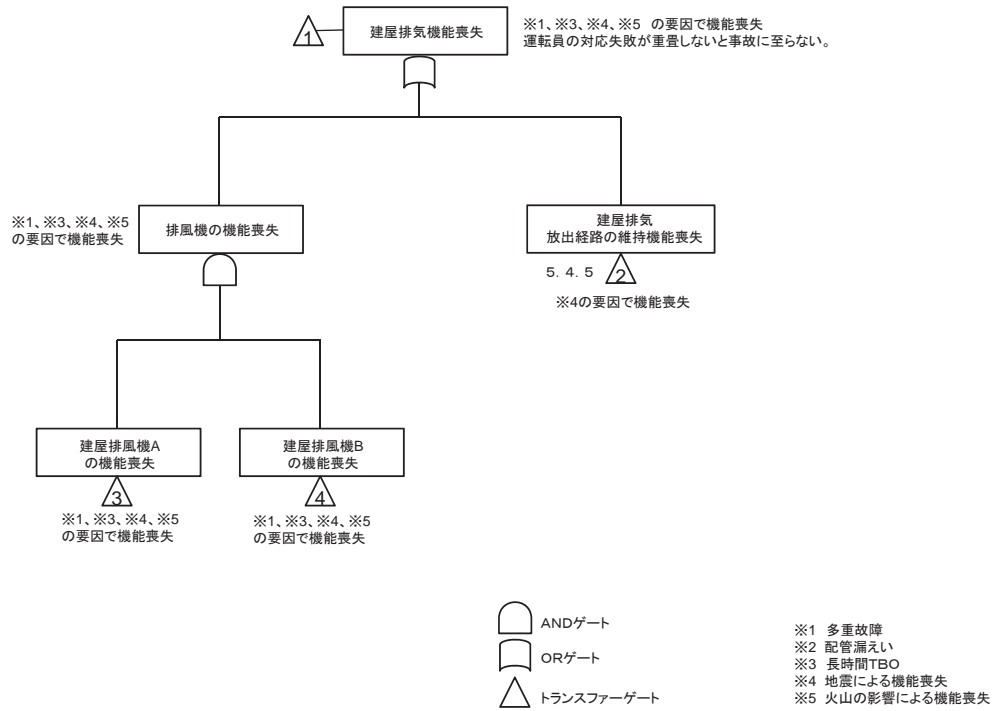 1
建屋排気機能喪失
※1、※3、※4、※5 の要因で機能喪失
運転員の対応失敗が重畳しないと事故に至らない。
※1、※3、※4、※5
の要因で機能喪失
排風機の機能喪失
建屋排気
放出経路の維持機能喪失
5. 4. 5
2
※4の要因で機能喪失
建屋排風機A
の機能喪失
3
※1、※3、※4、※5
の要因で機能喪失
建屋排風機B
の機能喪失
4
※1、※3、※4、※5
の要因で機能喪失
ANDゲート
ORゲート
トランスファーゲート
※1 多重故障
※2 配管漏えい
※3 長時間TBO
※4 地震による機能喪失
※5 火山の影響による機能喪失